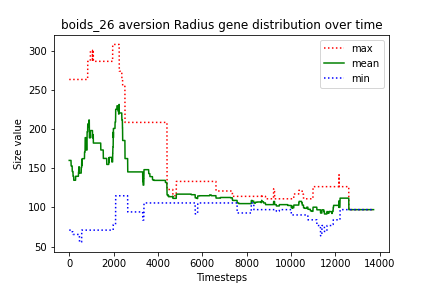 boids_26 aversion Radius gene distribution over time
max
mean
min
Size value
300
250
200
150
100
50
0 2000 4000 6000 8000 10000 12000 14000
Timesteps